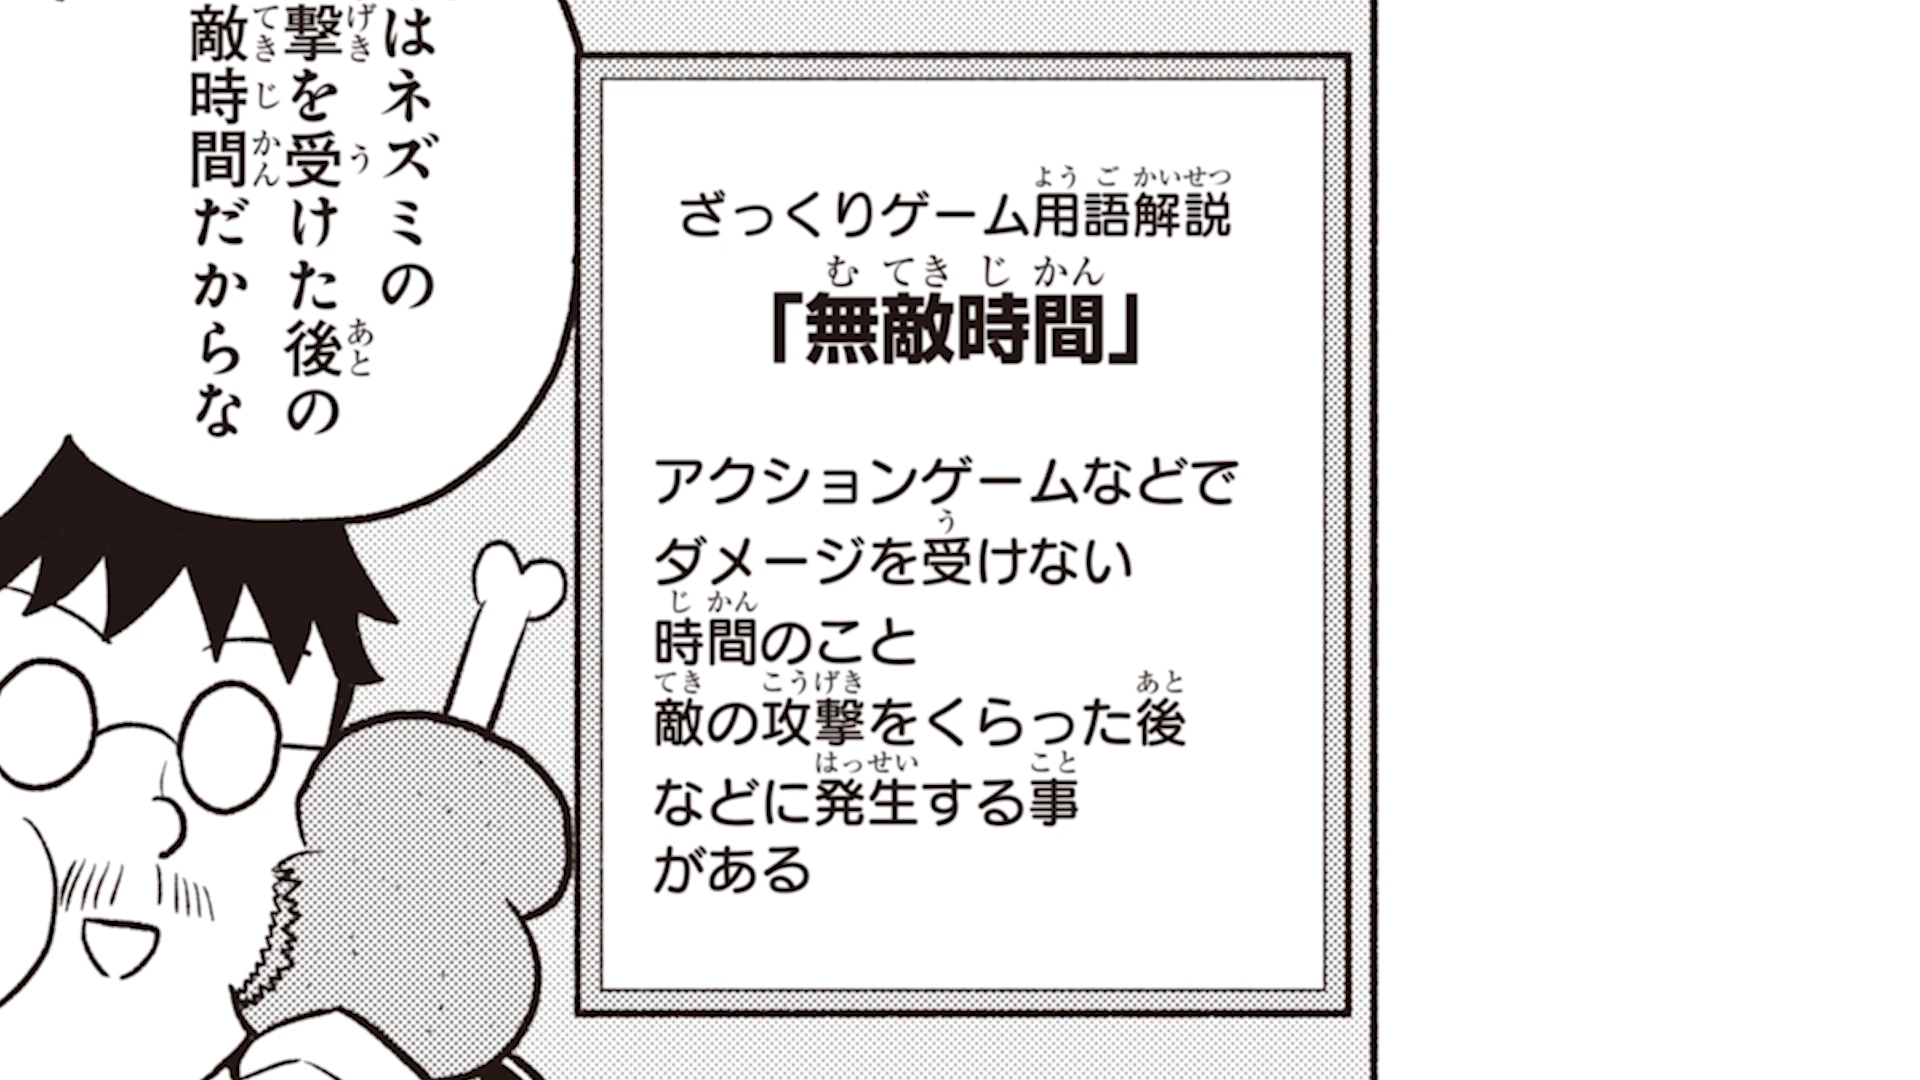 はネズミの
撃を受けた後の
敵時間だからな
ざっくりゲーム用語解説
「無敵時間」
アクションゲームなどで
ダメージを受けない
時間のこと
敵の攻撃をくらった後
などに発生する事
がある